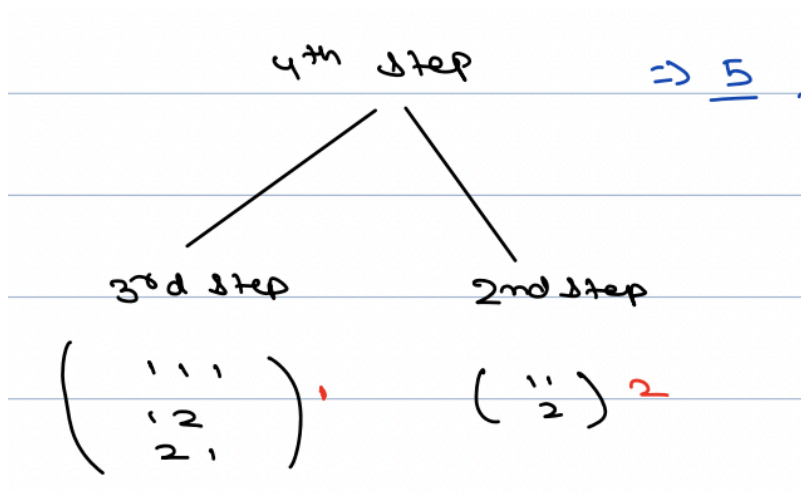 4th step => 5
3rd step 2nd step
( 1 1 1 ) 1 ( 1 1 ) 2
1 2 2
2 1